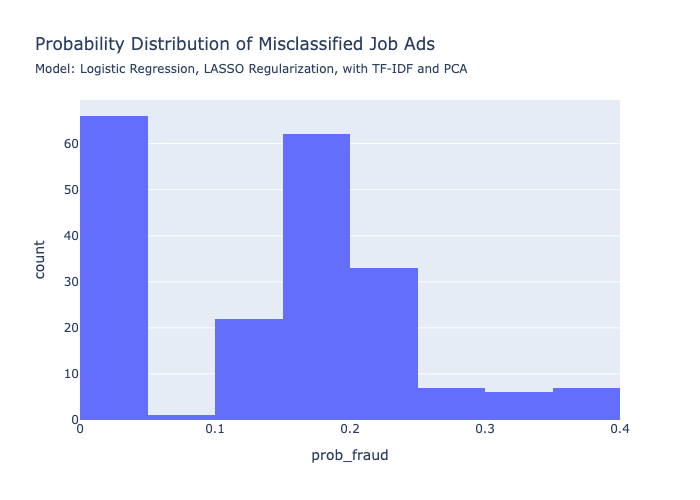 Probability Distribution of Misclassified Job Ads
Model: Logistic Regression, LASSO Regularization, with TF-IDF and PCA
count
60
50
40
30
20
10
0
0 0.1 0.2 0.3 0.4
prob_fraud